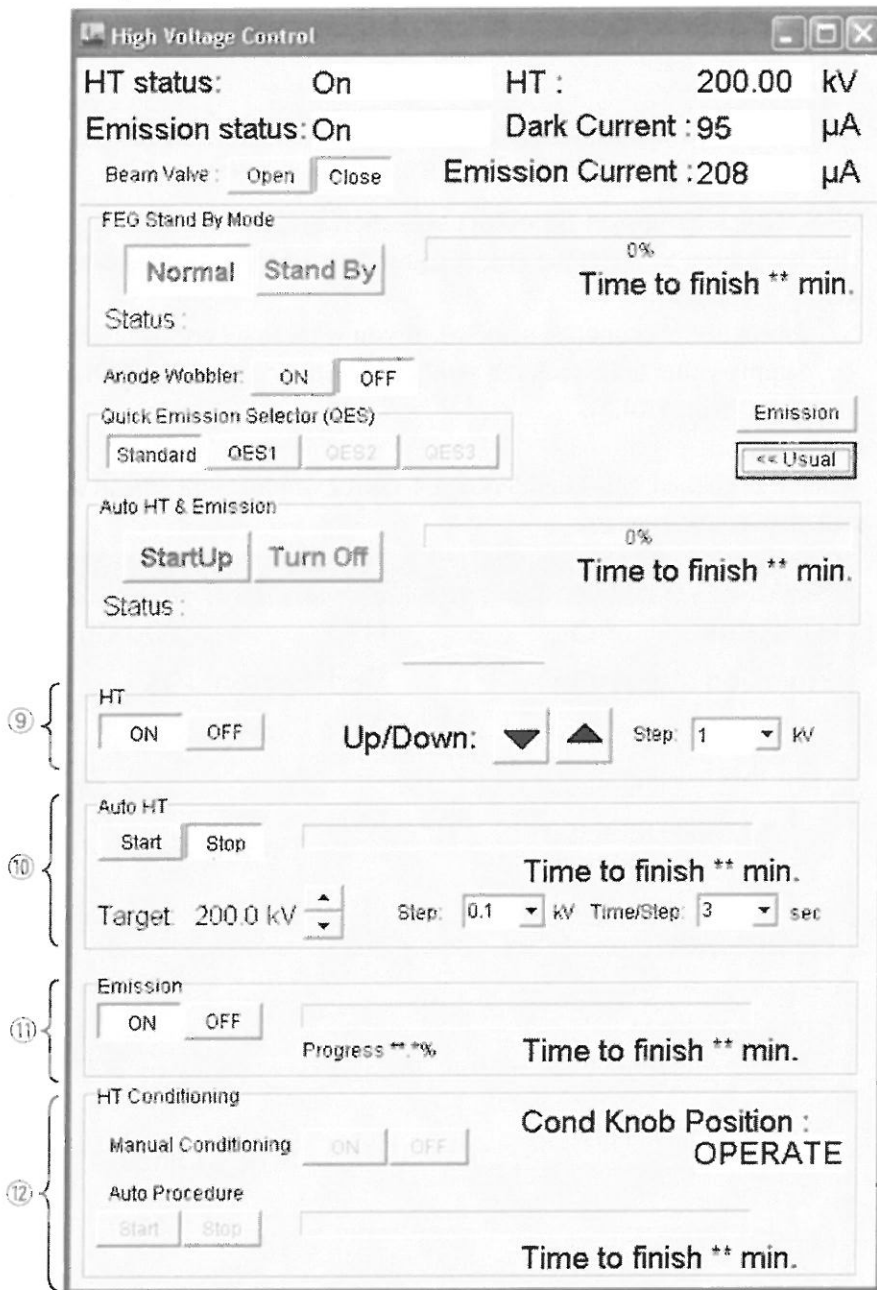 High Voltage Control
HT status: On HT : 200.00 kV
Emission status: On Dark Current : 95 µA
Beam Valve : Open Close Emission Current : 208 µA
FEG Stand By Mode
Normal Stand By 0%
Time to finish ** min.
Status :
Anode Wobbler: ON OFF
Quick Emission Selector (QES) Emission
Standard QES1 QES2 QES3 << Usual
Auto HT & Emission
StartUp Turn Off 0%
Time to finish ** min.
Status :
⑨ HT
ON OFF Up/Down: Step: 1 kV
⑩ Auto HT
Start Stop
Time to finish ** min.
Target: 200.0 kV Step: 0.1 kV Time/Step: 3 sec
⑪ Emission
ON OFF
Progress **.*% Time to finish ** min.
⑫ HT Conditioning
Cond Knob Position :
Manual Conditioning ON OFF OPERATE
Auto Procedure
Start Stop
Time to finish ** min.